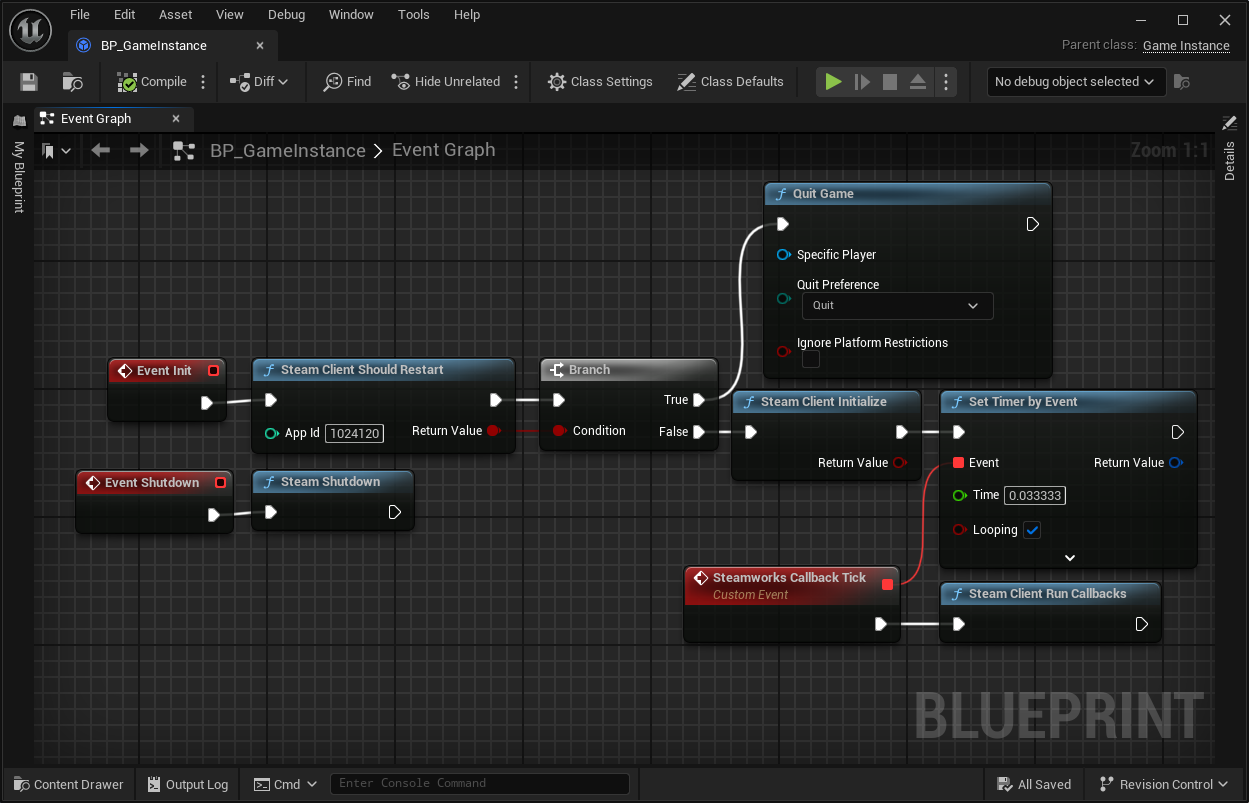 File Edit Asset View Debug Window Tools Help
BP_GameInstance
Parent class: Game Instance
Compile Diff Find Hide Unrelated Class Settings Class Defaults No debug object selected
Event Graph
My Blueprint
Details
BP_GameInstance > Event Graph
Zoom 1:1
Quit Game
Specific Player
Quit Preference
Quit
Ignore Platform Restrictions
Event Init
Steam Client Should Restart
App Id 1024120 Return Value
Branch
True
Condition False
Steam Client Initialize
Return Value
Set Timer by Event
Event Return Value
Time 0.033333
Looping
Event Shutdown
Steam Shutdown
Steamworks Callback Tick
Custom Event
Steam Client Run Callbacks
BLUEPRINT
Content Drawer Output Log Cmd Enter Console Command All Saved Revision Control